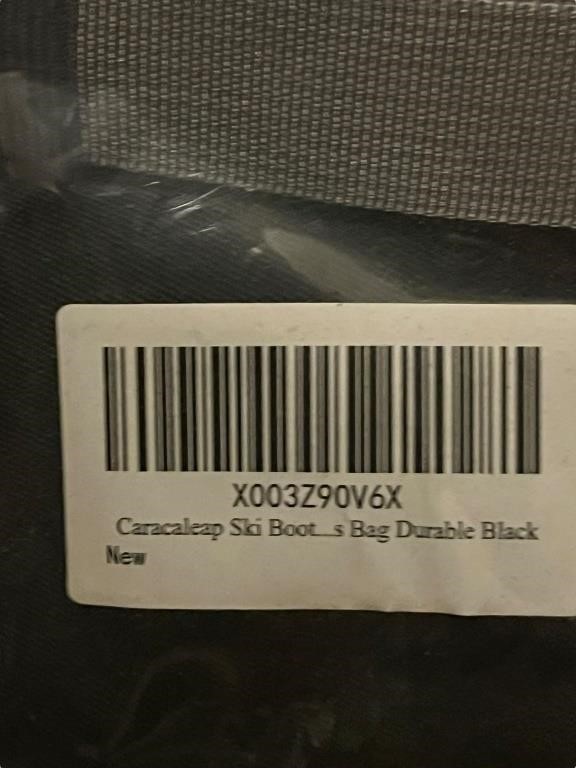 X003Z90V6X
Caracaleap Ski Boot...s Bag Durable Black
New